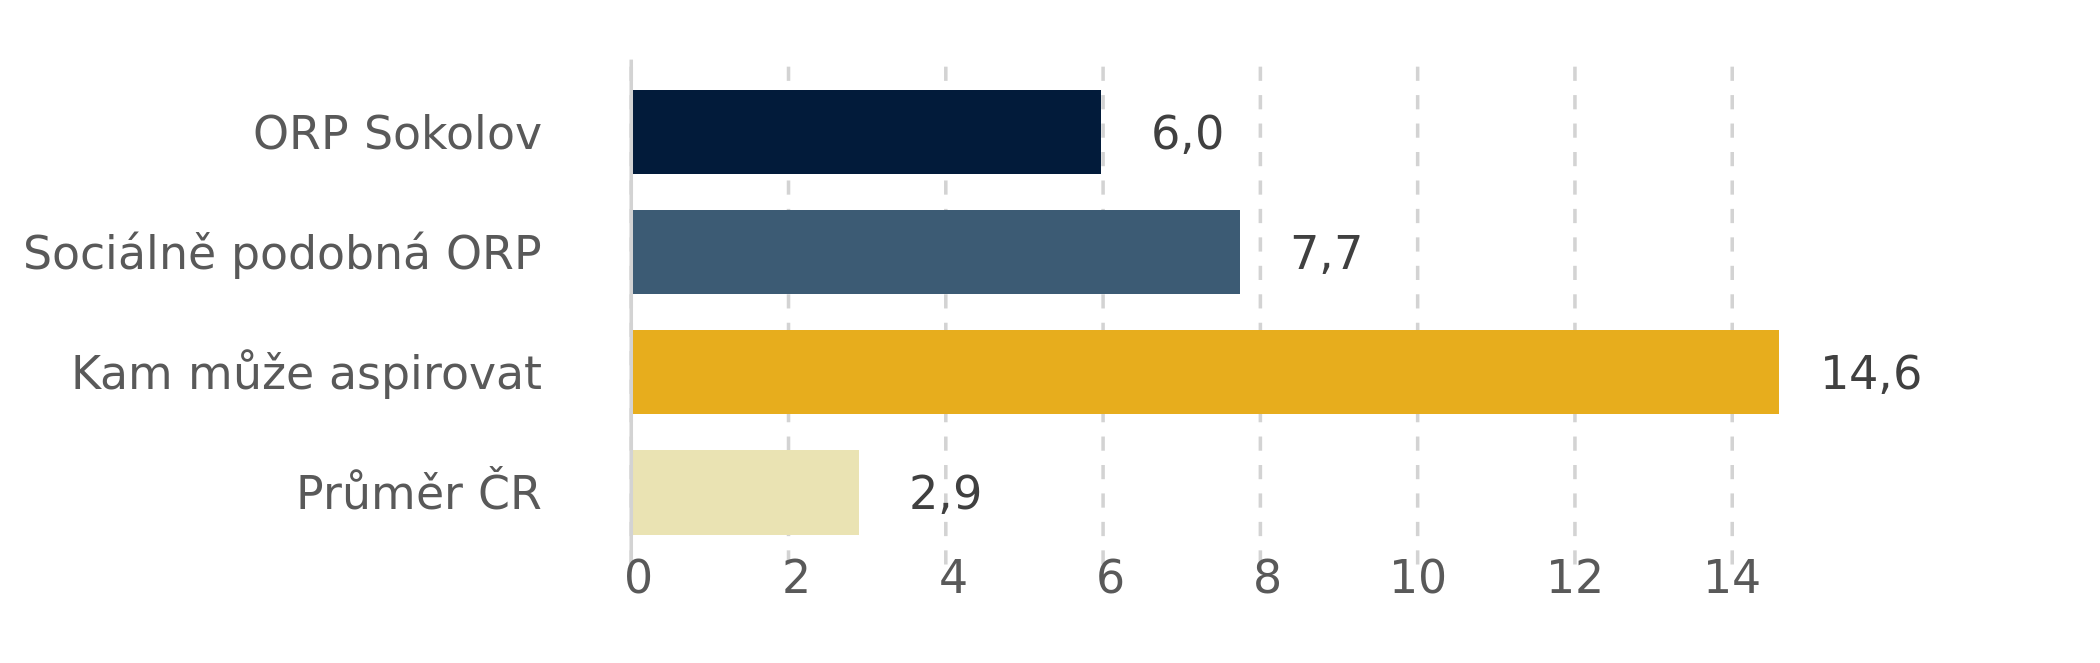 ORP Sokolov 6,0
Sociálně podobná ORP 7,7
Kam může aspirovat 14,6
Průměr ČR 2,9
0 2 4 6 8 10 12 14